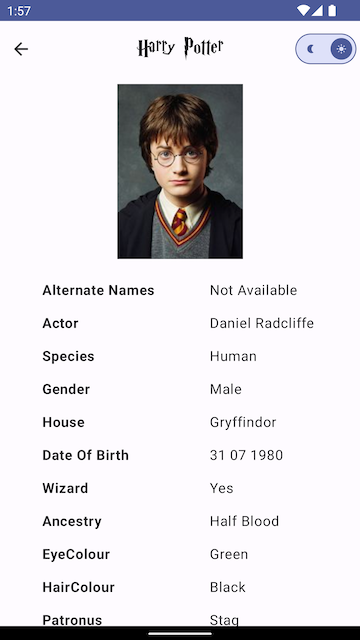 1:57
Harry Potter
Alternate Names Not Available
Actor Daniel Radcliffe
Species Human
Gender Male
House Gryffindor
Date Of Birth 31 07 1980
Wizard Yes
Ancestry Half Blood
EyeColour Green
HairColour Black
Patronus Stag